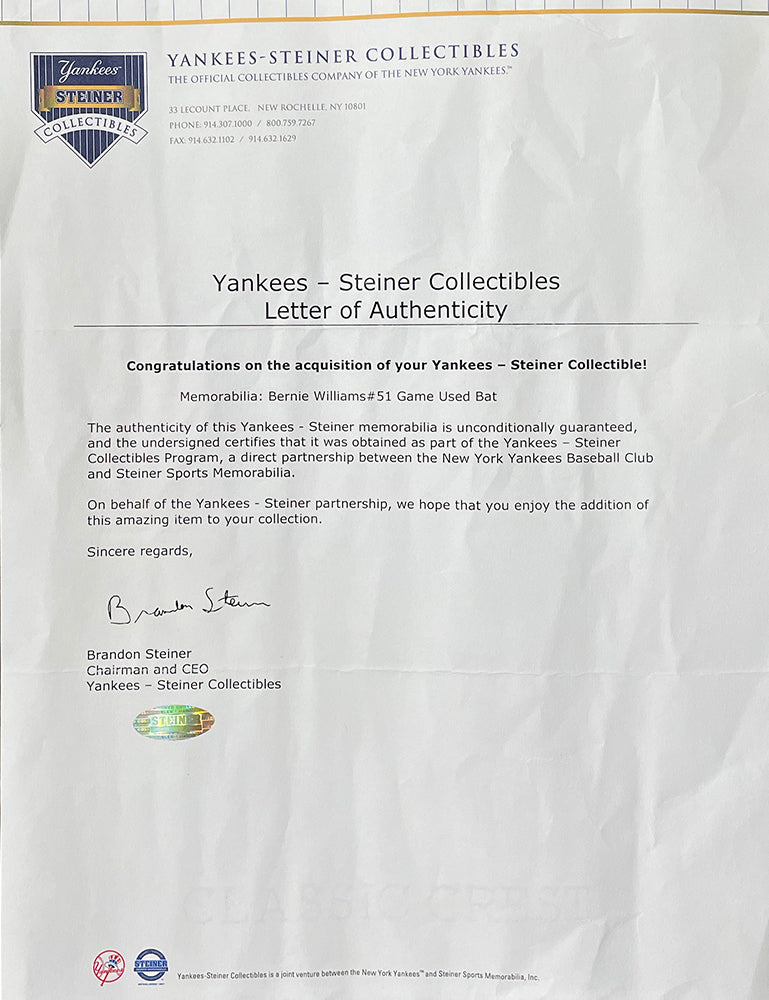 Yankees
STEINER
COLLECTIBLES
YANKEES-STEINER COLLECTIBLES
THE OFFICIAL COLLECTIBLES COMPANY OF THE NEW YORK YANKEES.™
33 LECOUNT PLACE, NEW ROCHELLE, NY 10801
PHONE: 914.307.1000 / 800.759.7267
FAX: 914.632.1102 / 914.632.1629
Yankees – Steiner Collectibles
Letter of Authenticity
Congratulations on the acquisition of your Yankees – Steiner Collectible!
Memorabilia: Bernie Williams#51 Game Used Bat
The authenticity of this Yankees - Steiner memorabilia is unconditionally guaranteed,
and the undersigned certifies that it was obtained as part of the Yankees – Steiner
Collectibles Program, a direct partnership between the New York Yankees Baseball Club
and Steiner Sports Memorabilia.
On behalf of the Yankees - Steiner partnership, we hope that you enjoy the addition of
this amazing item to your collection.
Sincere regards,
Brandon Steiner
Brandon Steiner
Chairman and CEO
Yankees – Steiner Collectibles
STEIN
CLASSIC CREST
Yankees
STEINER
Yankees-Steiner Collectibles is a joint venture between the New York Yankees™ and Steiner Sports Memorabilia, Inc.